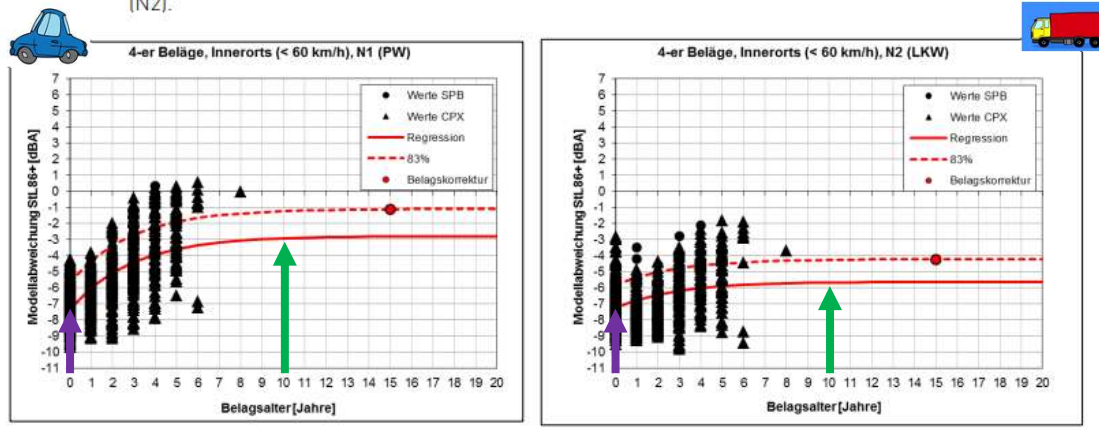 (N2).
4-er Beläge, Innerorts (< 60 km/h), N1 (PW)
Modellabweichung StL86+ [dBA]
7
6
5
4
3
2
1
0
-1
-2
-3
-4
-5
-6
-7
-8
-9
-10
-11
Werte SPB
Werte CPX
Regression
83%
Belagskorrektur
0 1 2 3 4 5 6 7 8 9 10 11 12 13 14 15 16 17 18 19 20
Belagsalter [Jahre]
4-er Beläge, Innerorts (< 60 km/h), N2 (LKW)
Modellabweichung StL86+ [dBA]
7
6
5
4
3
2
1
0
-1
-2
-3
-4
-5
-6
-7
-8
-9
-10
-11
Werte SPB
Werte CPX
Regression
83%
Belagskorrektur
0 1 2 3 4 5 6 7 8 9 10 11 12 13 14 15 16 17 18 19 20
Belagsalter [Jahre]